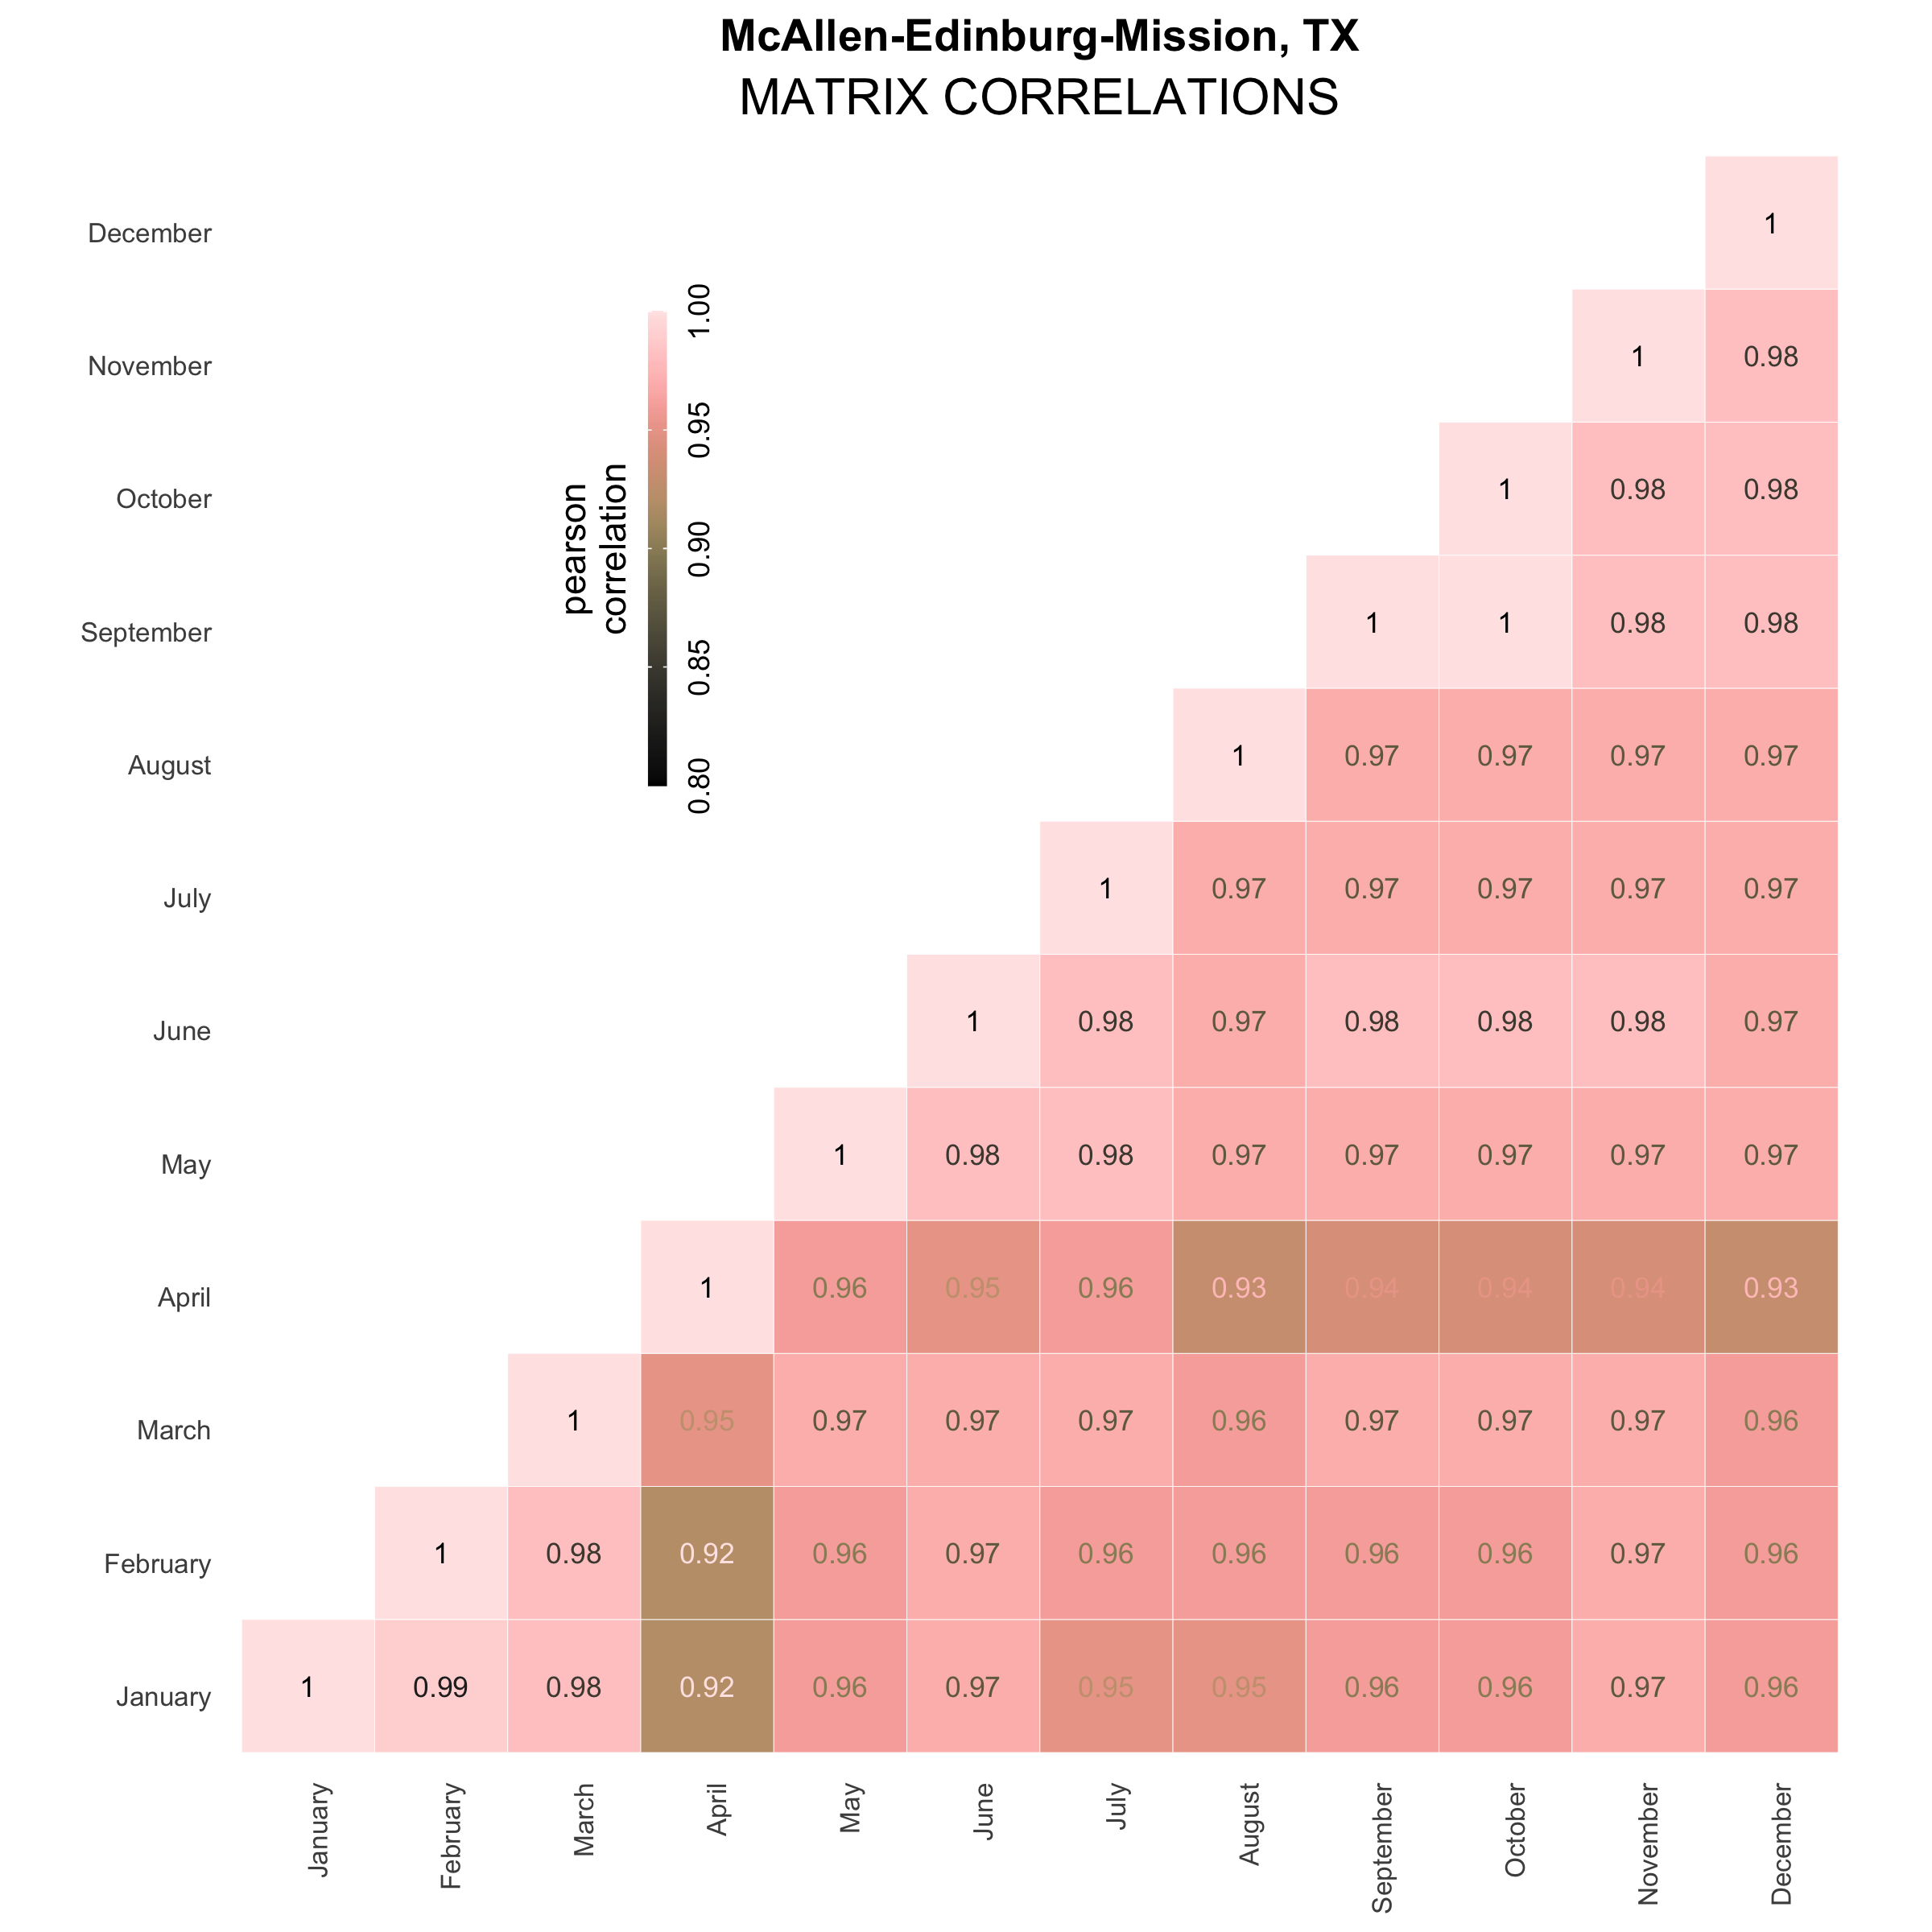 McAllen-Edinburg-Mission, TX
MATRIX CORRELATIONS
pearson
correlation
1.00
0.95
0.90
0.85
0.80
December 1
November 1 0.98
October 1 0.98 0.98
September 1 1 0.98 0.98
August 1 0.97 0.97 0.97 0.97
July 1 0.97 0.97 0.97 0.97 0.97
June 1 0.98 0.97 0.98 0.98 0.98 0.97
May 1 0.98 0.98 0.97 0.97 0.97 0.97 0.97
April 1 0.96 0.95 0.96 0.93 0.94 0.94 0.94 0.93
March 1 0.95 0.97 0.97 0.97 0.96 0.97 0.97 0.97 0.96
February 1 0.98 0.92 0.96 0.97 0.96 0.96 0.96 0.96 0.97 0.96
January 1 0.99 0.98 0.92 0.96 0.97 0.95 0.95 0.96 0.96 0.97 0.96
January February March April May June July August September October November December